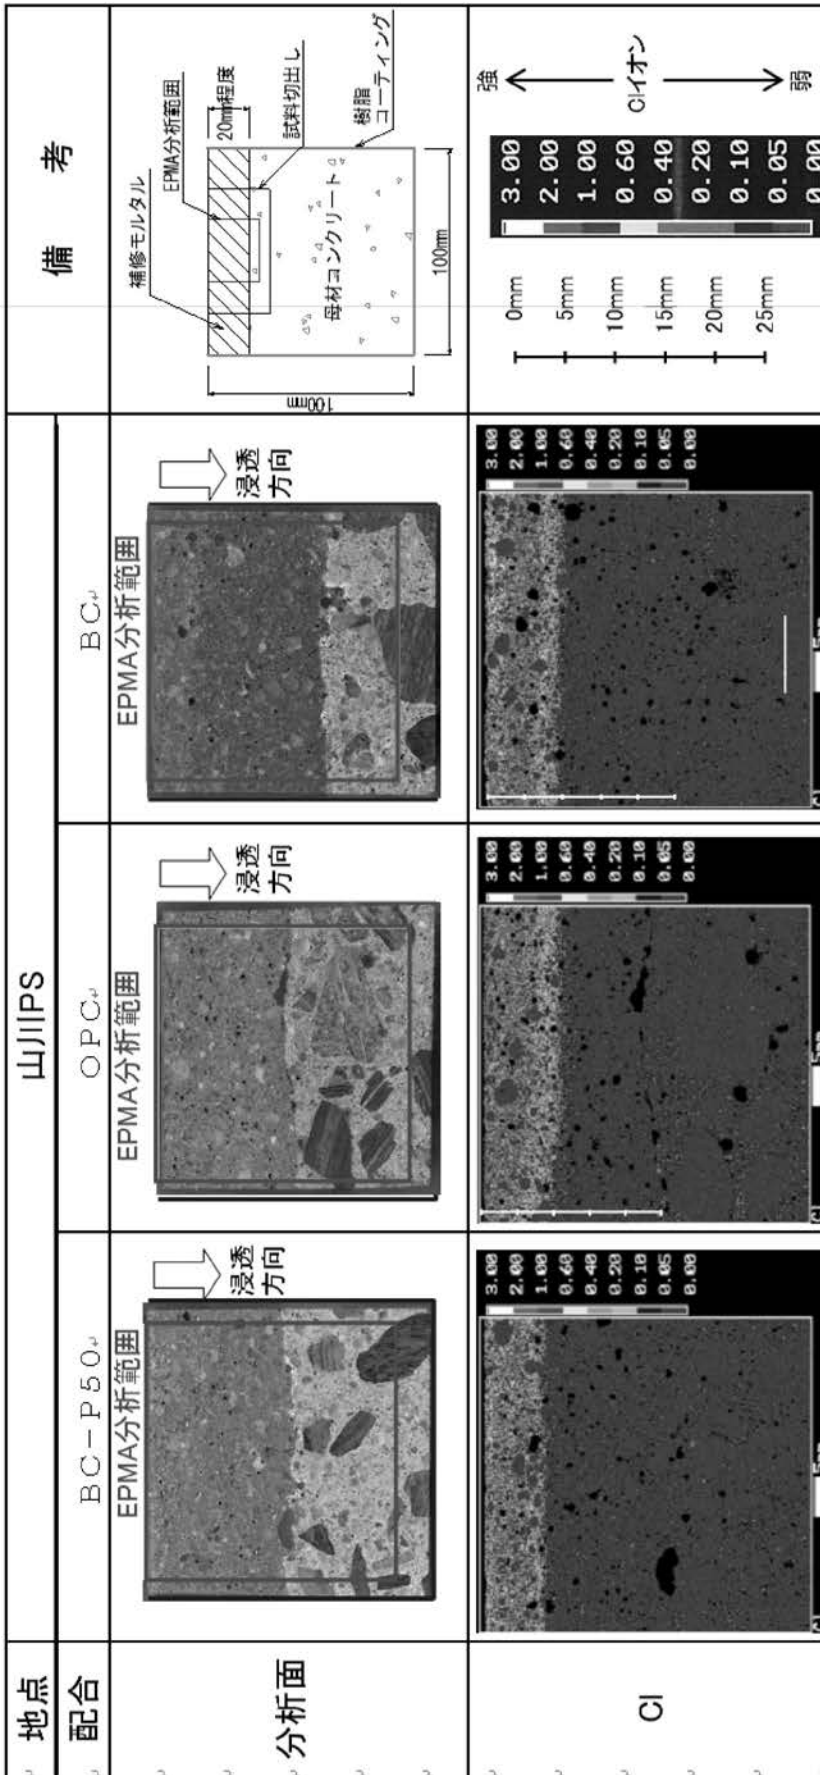 地点
山川PS
備考
配合
BC－P50
OPC
BC
分析面
EPMA分析範囲
浸透
方向
EPMA分析範囲
浸透
方向
EPMA分析範囲
浸透
方向
補修モルタル
EPMA分析範囲
20mm程度
試料切出し
樹脂
コーティング
母材コンクリート
100mm
100mm
Cl
3.00
2.00
1.00
0.60
0.40
0.20
0.10
0.05
0.00
5mm
3.00
2.00
1.00
0.60
0.40
0.20
0.10
0.05
0.00
5mm
3.00
2.00
1.00
0.60
0.40
0.20
0.10
0.05
0.00
5mm
0mm
5mm
10mm
15mm
20mm
25mm
3.00
2.00
1.00
0.60
0.40
0.20
0.10
0.05
0.00
強
Clイオン
弱